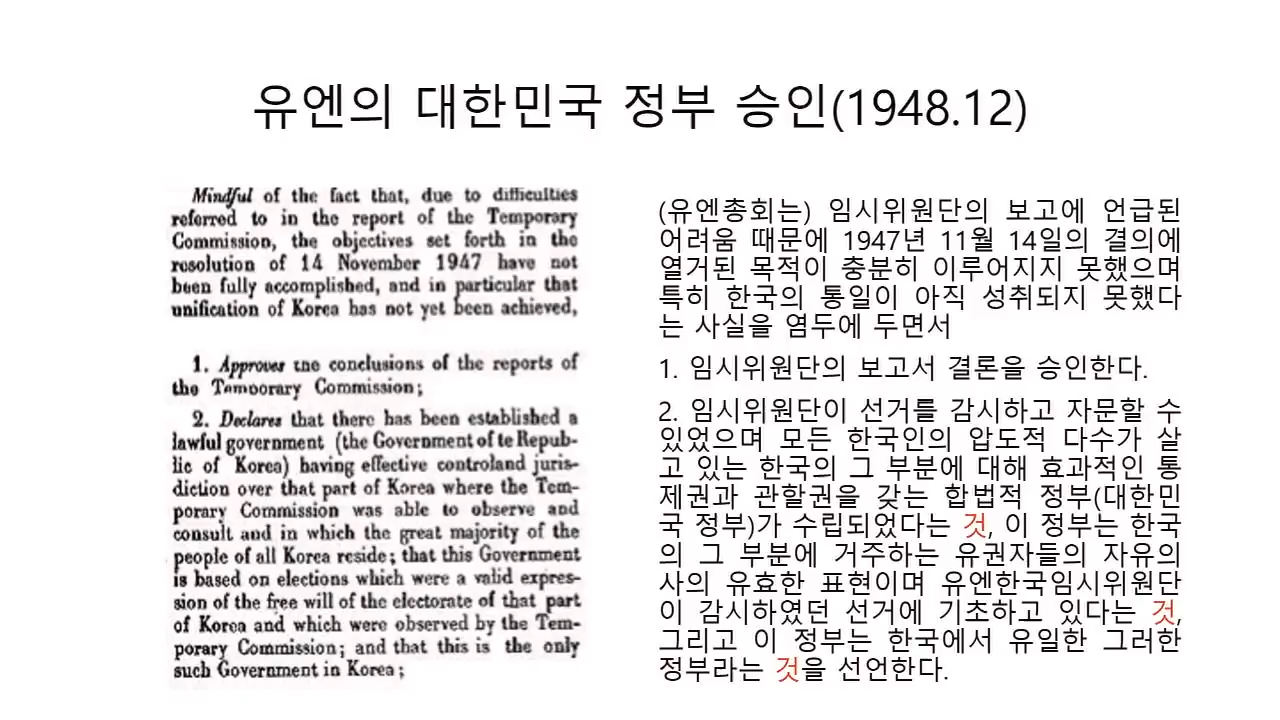 유엔의 대한민국 정부 승인(1948.12)
Mindful of the fact that, due to difficulties
referred to in the report of the Temporary
Commission, the objectives set forth in the
resolution of 14 November 1947 have not
been fully accomplished, and in particular that
unification of Korea has not yet been achieved,
1. Approves the conclusions of the reports of
the Temporary Commission;
2. Declares that there has been established a
lawful government (the Government of te Repub-
lic of Korea) having effective controland juris-
diction over that part of Korea where the Tem-
porary Commission was able to observe and
consult and in which the great majority of the
people of all Korea reside; that this Government
is based on elections which were a valid expres-
sion of the free will of the electorate of that part
of Korea and which were observed by the Tem-
porary Commission; and that this is the only
such Government in Korea;
(유엔총회는) 임시위원단의 보고에 언급된
어려움 때문에 1947년 11월 14일의 결의에
열거된 목적이 충분히 이루어지지 못했으며
특히 한국의 통일이 아직 성취되지 못했다
는 사실을 염두에 두면서
1. 임시위원단의 보고서 결론을 승인한다.
2. 임시위원단이 선거를 감시하고 자문할 수
있었으며 모든 한국인의 압도적 다수가 살
고 있는 한국의 그 부분에 대해 효과적인 통
제권과 관할권을 갖는 합법적 정부(대한민
국 정부)가 수립되었다는 것, 이 정부는 한국
의 그 부분에 거주하는 유권자들의 자유의
사의 유효한 표현이며 유엔한국임시위원단
이 감시하였던 선거에 기초하고 있다는 것,
그리고 이 정부는 한국에서 유일한 그러한
정부라는 것을 선언한다.